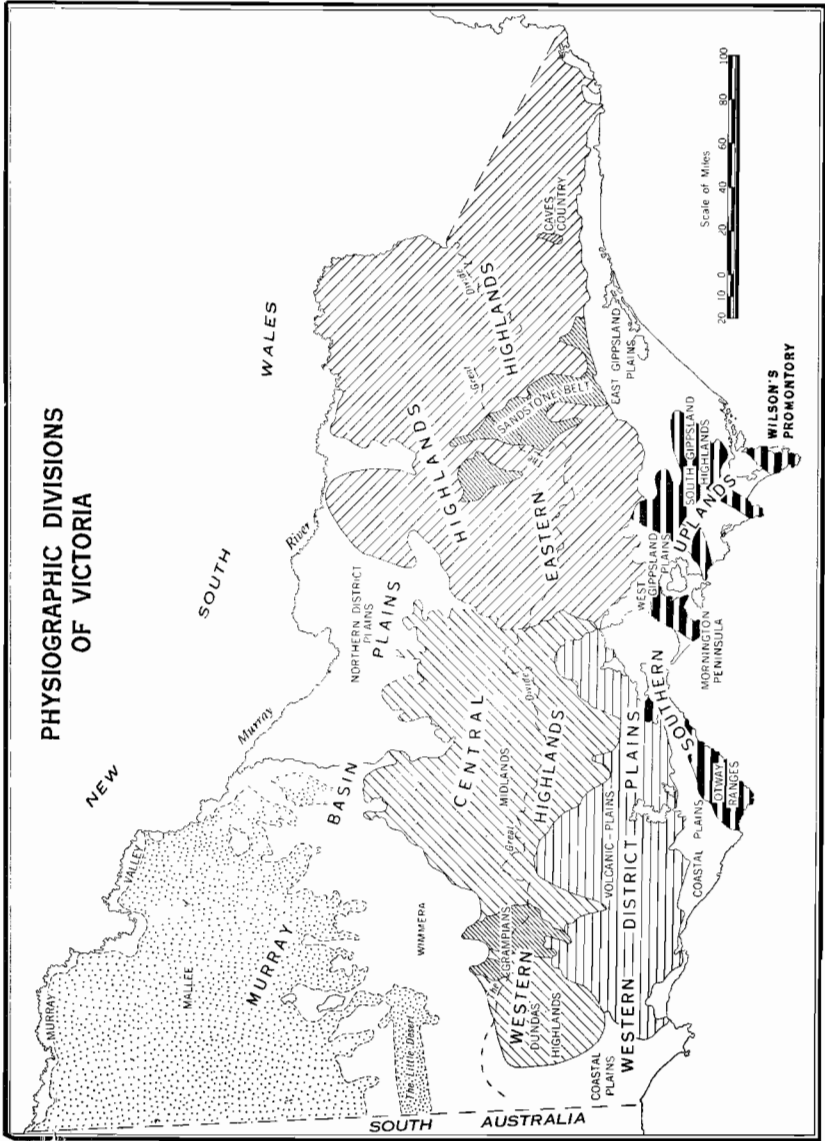 PHYSIOGRAPHIC DIVISIONS
OF VICTORIA
NEW
SOUTH
WALES
MURRAY
VALLEY
MALLEE
MURRAY
BASIN
PLAINS
Murray
River
NORTHERN DISTRICT
PLAINS
WIMMERA
The Little Desert
SOUTH
AUSTRALIA
The
GRAMPIANS
WESTERN
HIGHLANDS
DUNDAS
HIGHLANDS
CENTRAL
MIDLANDS
Great
Divide
HIGHLANDS
EASTERN
HIGHLANDS
The
Great
Divide
SANDSTONE BELT
CAVES
COUNTRY
COASTAL
PLAINS
WESTERN DISTRICT PLAINS
VOLCANIC-PLAINS
COASTAL PLAINS
OTWAY
RANGES
SOUTHERN
UPLANDS
MORNINGTON
PENINSULA
WEST
GIPPSLAND
PLAINS
SOUTH GIPPSLAND
HIGHLANDS
EAST GIPPSLAND
PLAINS
WILSON'S
PROMONTORY
Scale of Miles
20 10 0 20 40 60 80 100